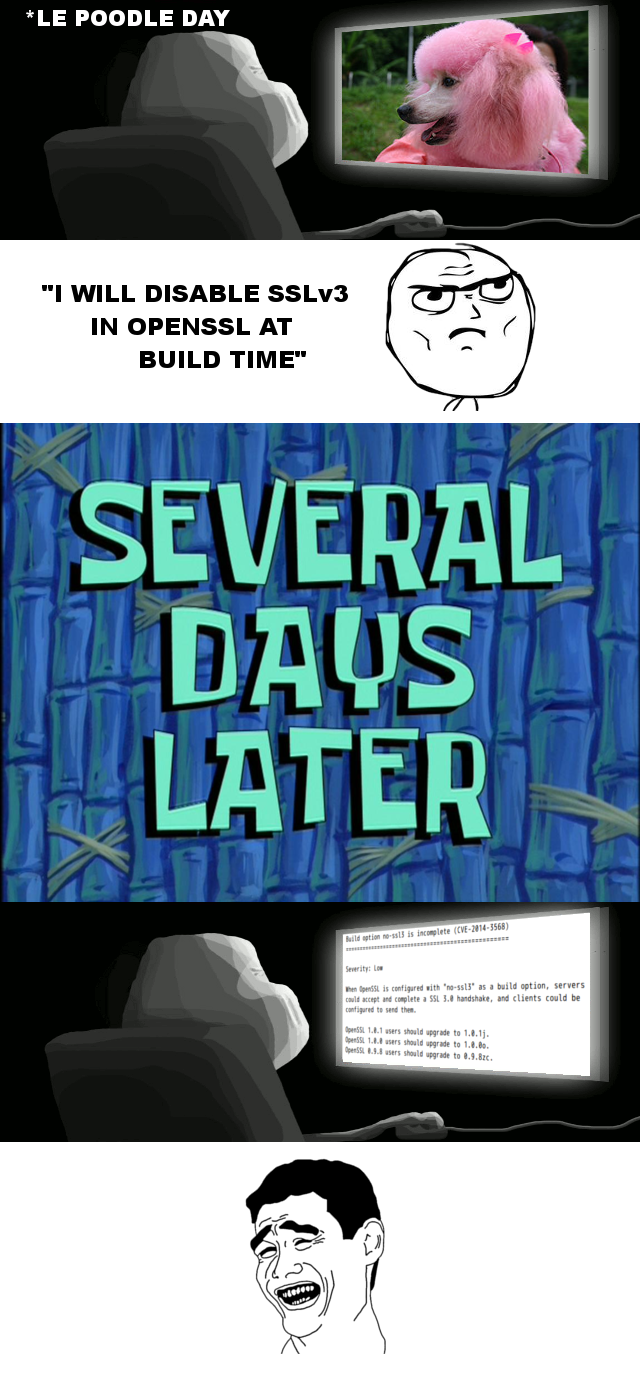 *LE POODLE DAY
"I WILL DISABLE SSLv3
IN OPENSSL AT
BUILD TIME"
SEVERAL
DAYS
LATER
Build option no-ssl3 is incomplete (CVE-2014-3568)
==================================================
Severity: Low
When OpenSSL is configured with "no-ssl3" as a build option, servers
could accept and complete a SSL 3.0 handshake, and clients could be
configured to send them.
OpenSSL 1.0.1 users should upgrade to 1.0.1j.
OpenSSL 1.0.0 users should upgrade to 1.0.0o.
OpenSSL 0.9.8 users should upgrade to 0.9.8zc.